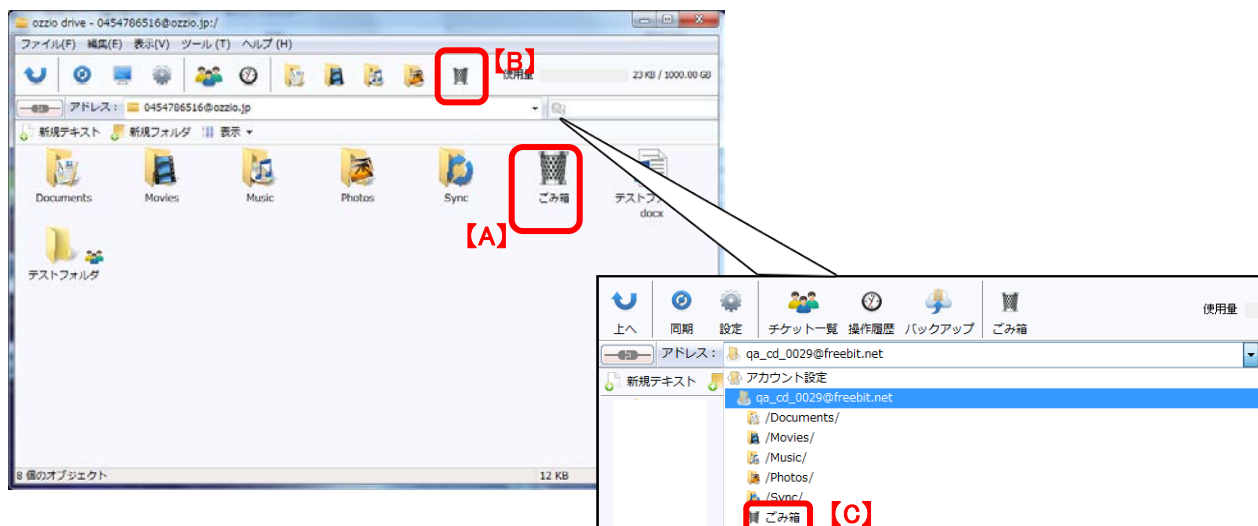 ozzio drive - 0454786516@ozzio.jp:/
ファイル(F) 編集(E) 表示(V) ツール (T) ヘルプ (H)
【B】
使用量 23 KB / 1000.00 GB
アドレス： 0454786516@ozzio.jp
新規テキスト 新規フォルダ 表示
Documents Movies Music Photos Sync ごみ箱
docx
【A】
テストフォルダ
上へ 同期 設定 チケット一覧 操作履歴 バックアップ ごみ箱 使用量
アドレス： qa_cd_0029@freebit.net
新規テキスト アカウント設定
qa_cd_0029@freebit.net
/Documents/
/Movies/
/Music/
/Photos/
/Sync/
ごみ箱 【C】
8 個のオブジェクト 12 KB